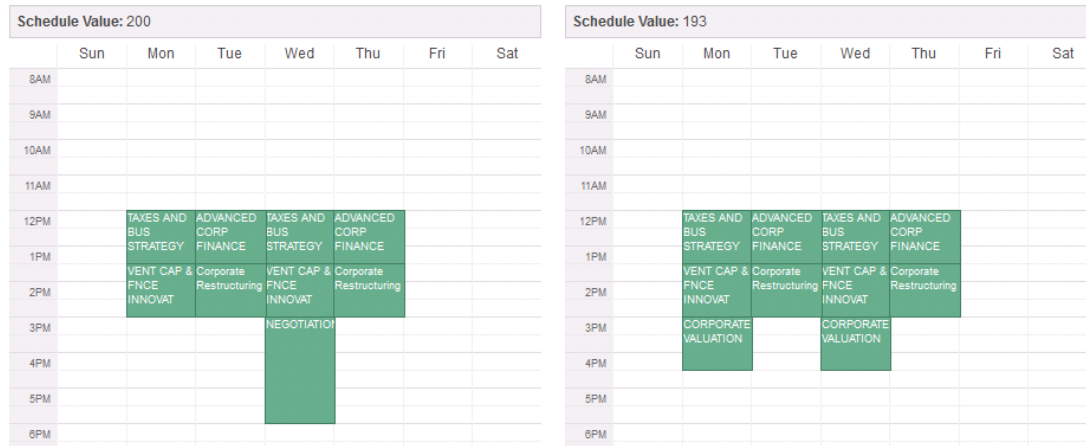 Schedule Value: 200
Sun Mon Tue Wed Thu Fri Sat
8AM
9AM
10AM
11AM
12PM
1PM
2PM
3PM
4PM
5PM
6PM
TAXES AND
BUS
STRATEGY
ADVANCED
CORP
FINANCE
TAXES AND
BUS
STRATEGY
ADVANCED
CORP
FINANCE
VENT CAP &
FNCE
INNOVAT
Corporate
Restructuring
VENT CAP &
FNCE
INNOVAT
Corporate
Restructuring
NEGOTIATION
Schedule Value: 193
Sun Mon Tue Wed Thu Fri Sat
8AM
9AM
10AM
11AM
12PM
1PM
2PM
3PM
4PM
5PM
6PM
TAXES AND
BUS
STRATEGY
ADVANCED
CORP
FINANCE
TAXES AND
BUS
STRATEGY
ADVANCED
CORP
FINANCE
VENT CAP &
FNCE
INNOVAT
Corporate
Restructuring
VENT CAP &
FNCE
INNOVAT
Corporate
Restructuring
CORPORATE
VALUATION
CORPORATE
VALUATION